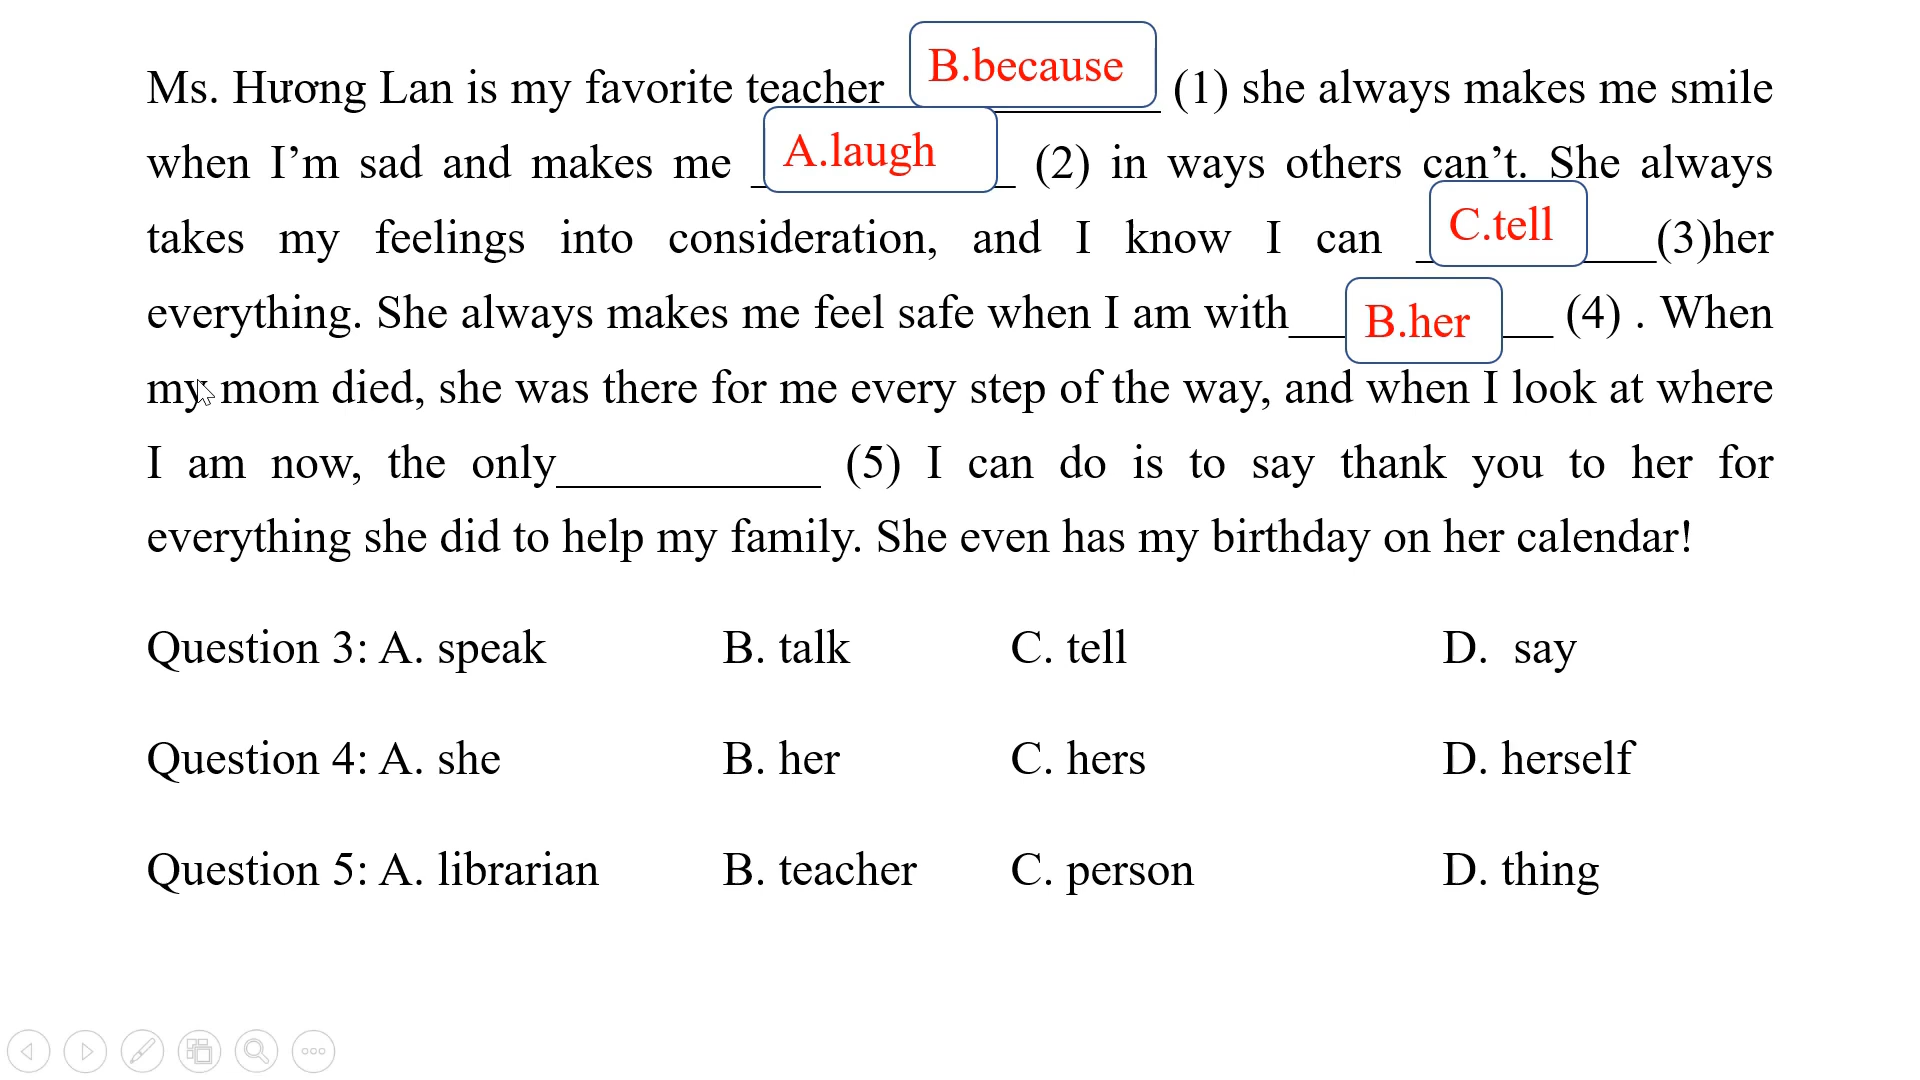 Ms. Hương Lan is my favorite teacher B.because (1) she always makes me smile
when I’m sad and makes me A.laugh (2) in ways others can’t. She always
takes my feelings into consideration, and I know I can C.tell (3)her
everything. She always makes me feel safe when I am with B.her (4) . When
my mom died, she was there for me every step of the way, and when I look at where
I am now, the only___________ (5) I can do is to say thank you to her for
everything she did to help my family. She even has my birthday on her calendar!
Question 3: A. speak B. talk C. tell D. say
Question 4: A. she B. her C. hers D. herself
Question 5: A. librarian B. teacher C. person D. thing